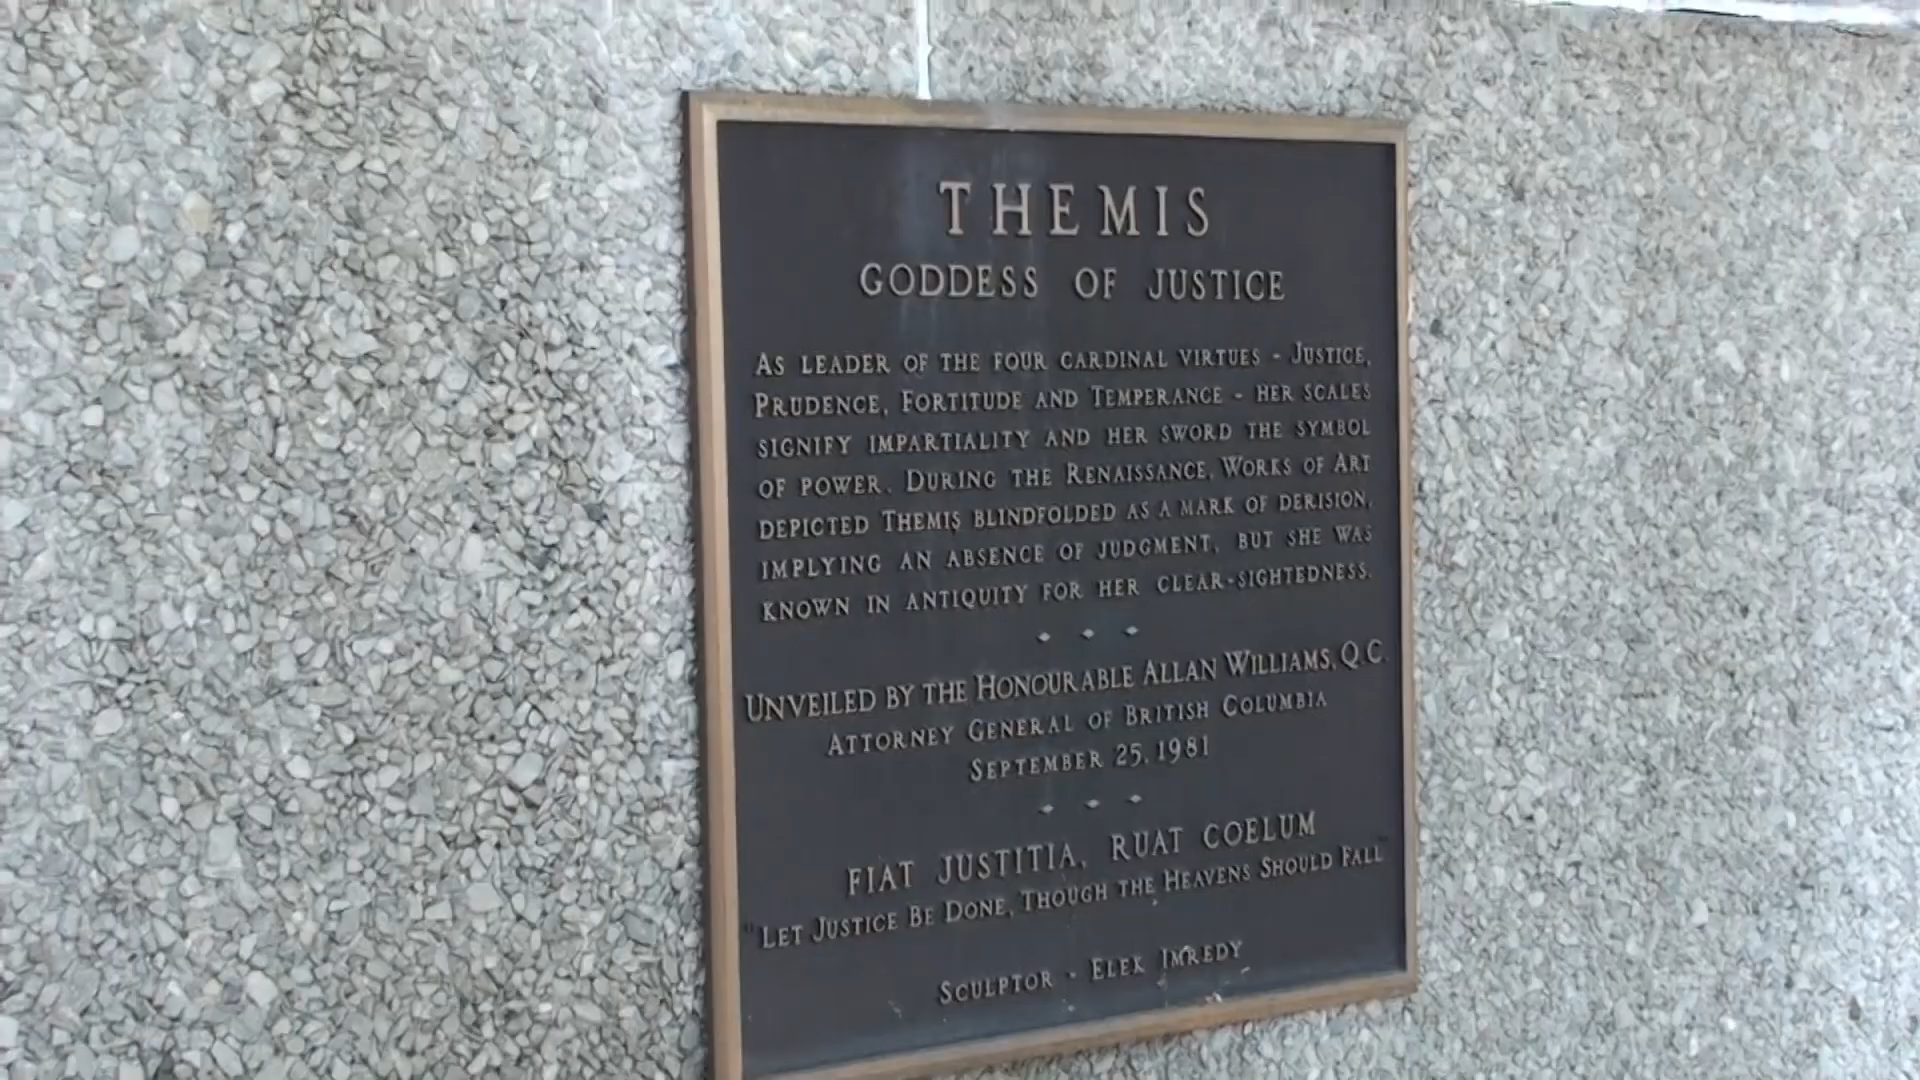 THEMIS
GODDESS OF JUSTICE
AS LEADER OF THE FOUR CARDINAL VIRTUES - JUSTICE,
PRUDENCE, FORTITUDE AND TEMPERANCE - HER SCALES
SIGNIFY IMPARTIALITY AND HER SWORD THE SYMBOL
OF POWER. DURING THE RENAISSANCE, WORKS OF ART
DEPICTED THEMIS BLINDFOLDED AS A MARK OF DERISION,
IMPLYING AN ABSENCE OF JUDGMENT, BUT SHE WAS
KNOWN IN ANTIQUITY FOR HER CLEAR-SIGHTEDNESS.
UNVEILED BY THE HONOURABLE ALLAN WILLIAMS, Q.C.
ATTORNEY GENERAL OF BRITISH COLUMBIA
SEPTEMBER 25, 1981
FIAT JUSTITIA, RUAT COELUM
"LET JUSTICE BE DONE, THOUGH THE HEAVENS SHOULD FALL"
SCULPTOR - ELEK IMREDY